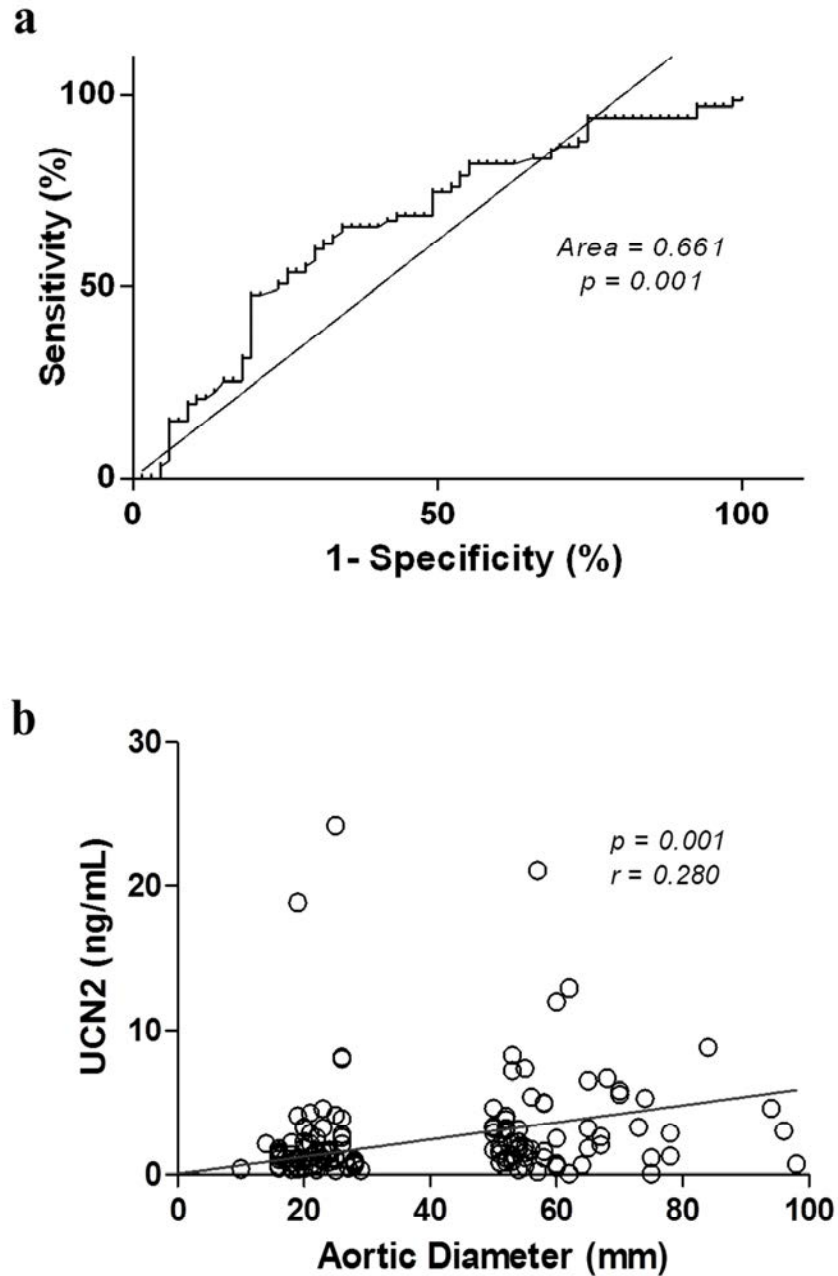 a
100
50
0
Sensitivity (%)
Area = 0.661
p = 0.001
0 50 100
1- Specificity (%)
b
30
20
10
0
UCN2 (ng/mL)
p = 0.001
r = 0.280
0 20 40 60 80 100
Aortic Diameter (mm)